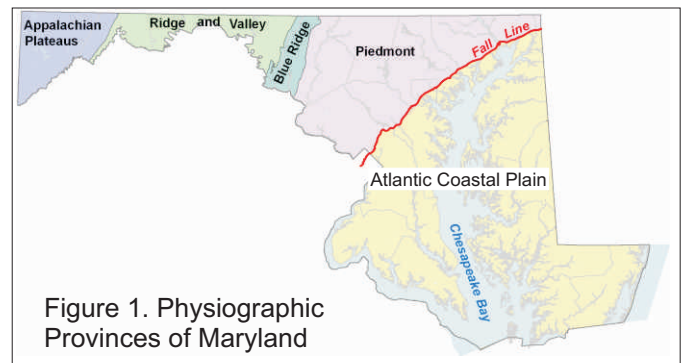 Appalachian
Plateaus
Ridge and Valley
Blue Ridge
Piedmont
Fall Line
Atlantic Coastal Plain
Chesapeake Bay
Figure 1. Physiographic
Provinces of Maryland